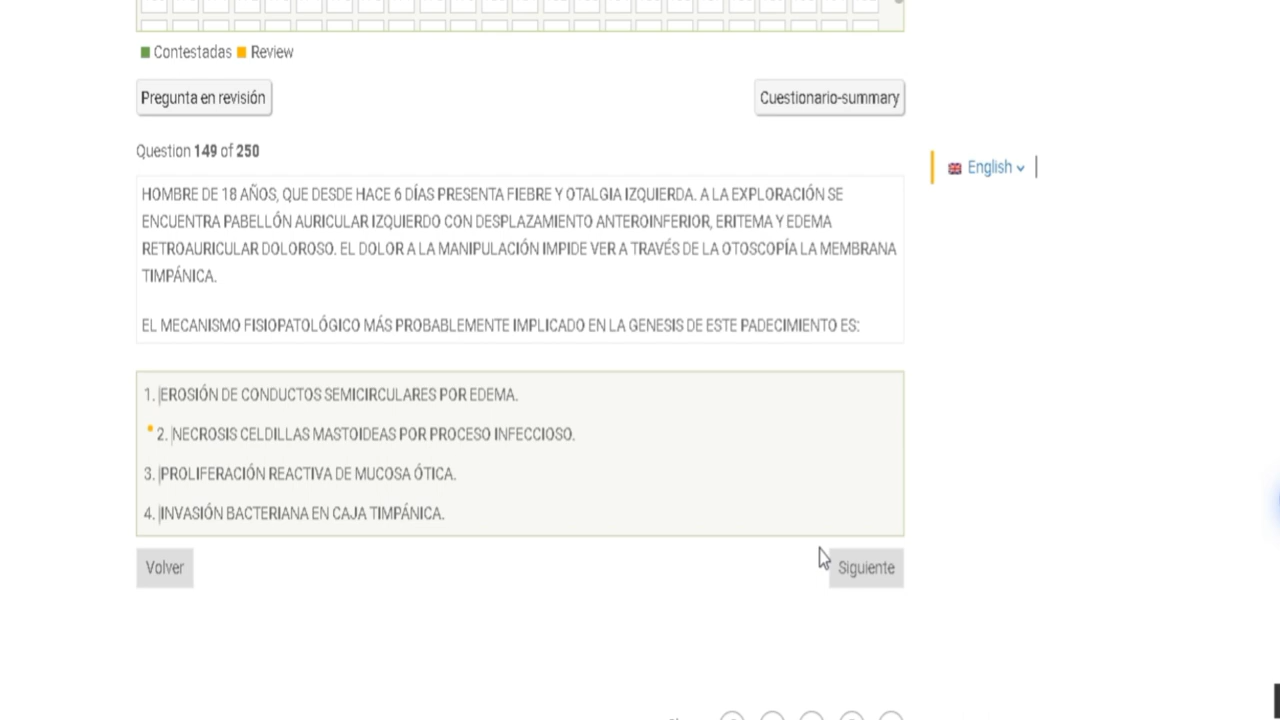 Contestadas Review
Pregunta en revisión Cuestionario-summary
Question 149 of 250
English
HOMBRE DE 18 AÑOS, QUE DESDE HACE 6 DÍAS PRESENTA FIEBRE Y OTALGIA IZQUIERDA. A LA EXPLORACIÓN SE
ENCUENTRA PABELLÓN AURICULAR IZQUIERDO CON DESPLAZAMIENTO ANTEROINFERIOR, ERITEMA Y EDEMA
RETROAURICULAR DOLOROSO. EL DOLOR A LA MANIPULACIÓN IMPIDE VER A TRAVÉS DE LA OTOSCOPÍA LA MEMBRANA
TIMPÁNICA.
EL MECANISMO FISIOPATOLÓGICO MÁS PROBABLEMENTE IMPLICADO EN LA GENESIS DE ESTE PADECIMIENTO ES:
1. EROSIÓN DE CONDUCTOS SEMICIRCULARES POR EDEMA.
2. NECROSIS CELDILLAS MASTOIDEAS POR PROCESO INFECCIOSO.
3. PROLIFERACIÓN REACTIVA DE MUCOSA ÓTICA.
4. INVASIÓN BACTERIANA EN CAJA TIMPÁNICA.
Volver Siguiente